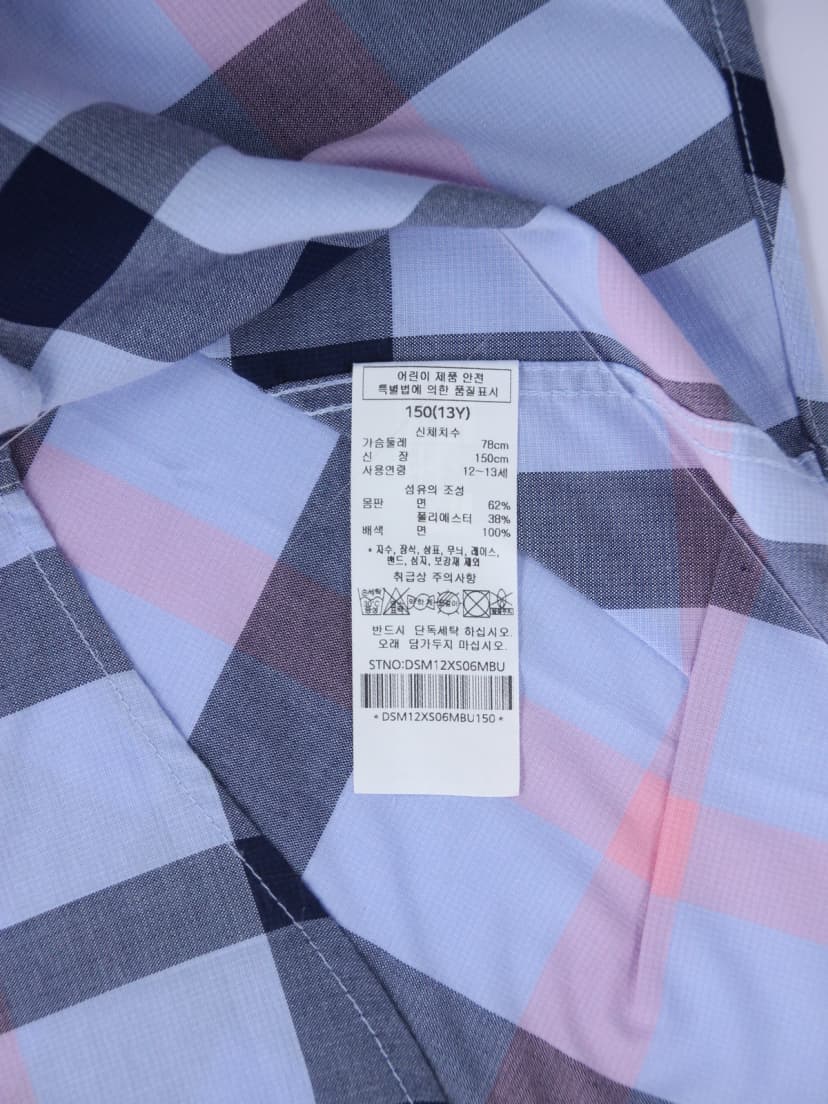 어린이 제품 안전
특별법에 의한 품질표시
150(13Y)
신체치수
가슴둘레 78cm
신 장 150cm
사용연령 12~13세
섬유의 조성
몸판 면 62%
폴리에스터 38%
배색 면 100%
* 자수, 장식, 상표, 무늬, 레이스,
밴드, 심지, 보강재 제외
취급상 주의사항
반드시 단독세탁 하십시오.
오래 담가두지 마십시오.
STNO:DSM12XS06MBU
*DSM12XS06MBU150*